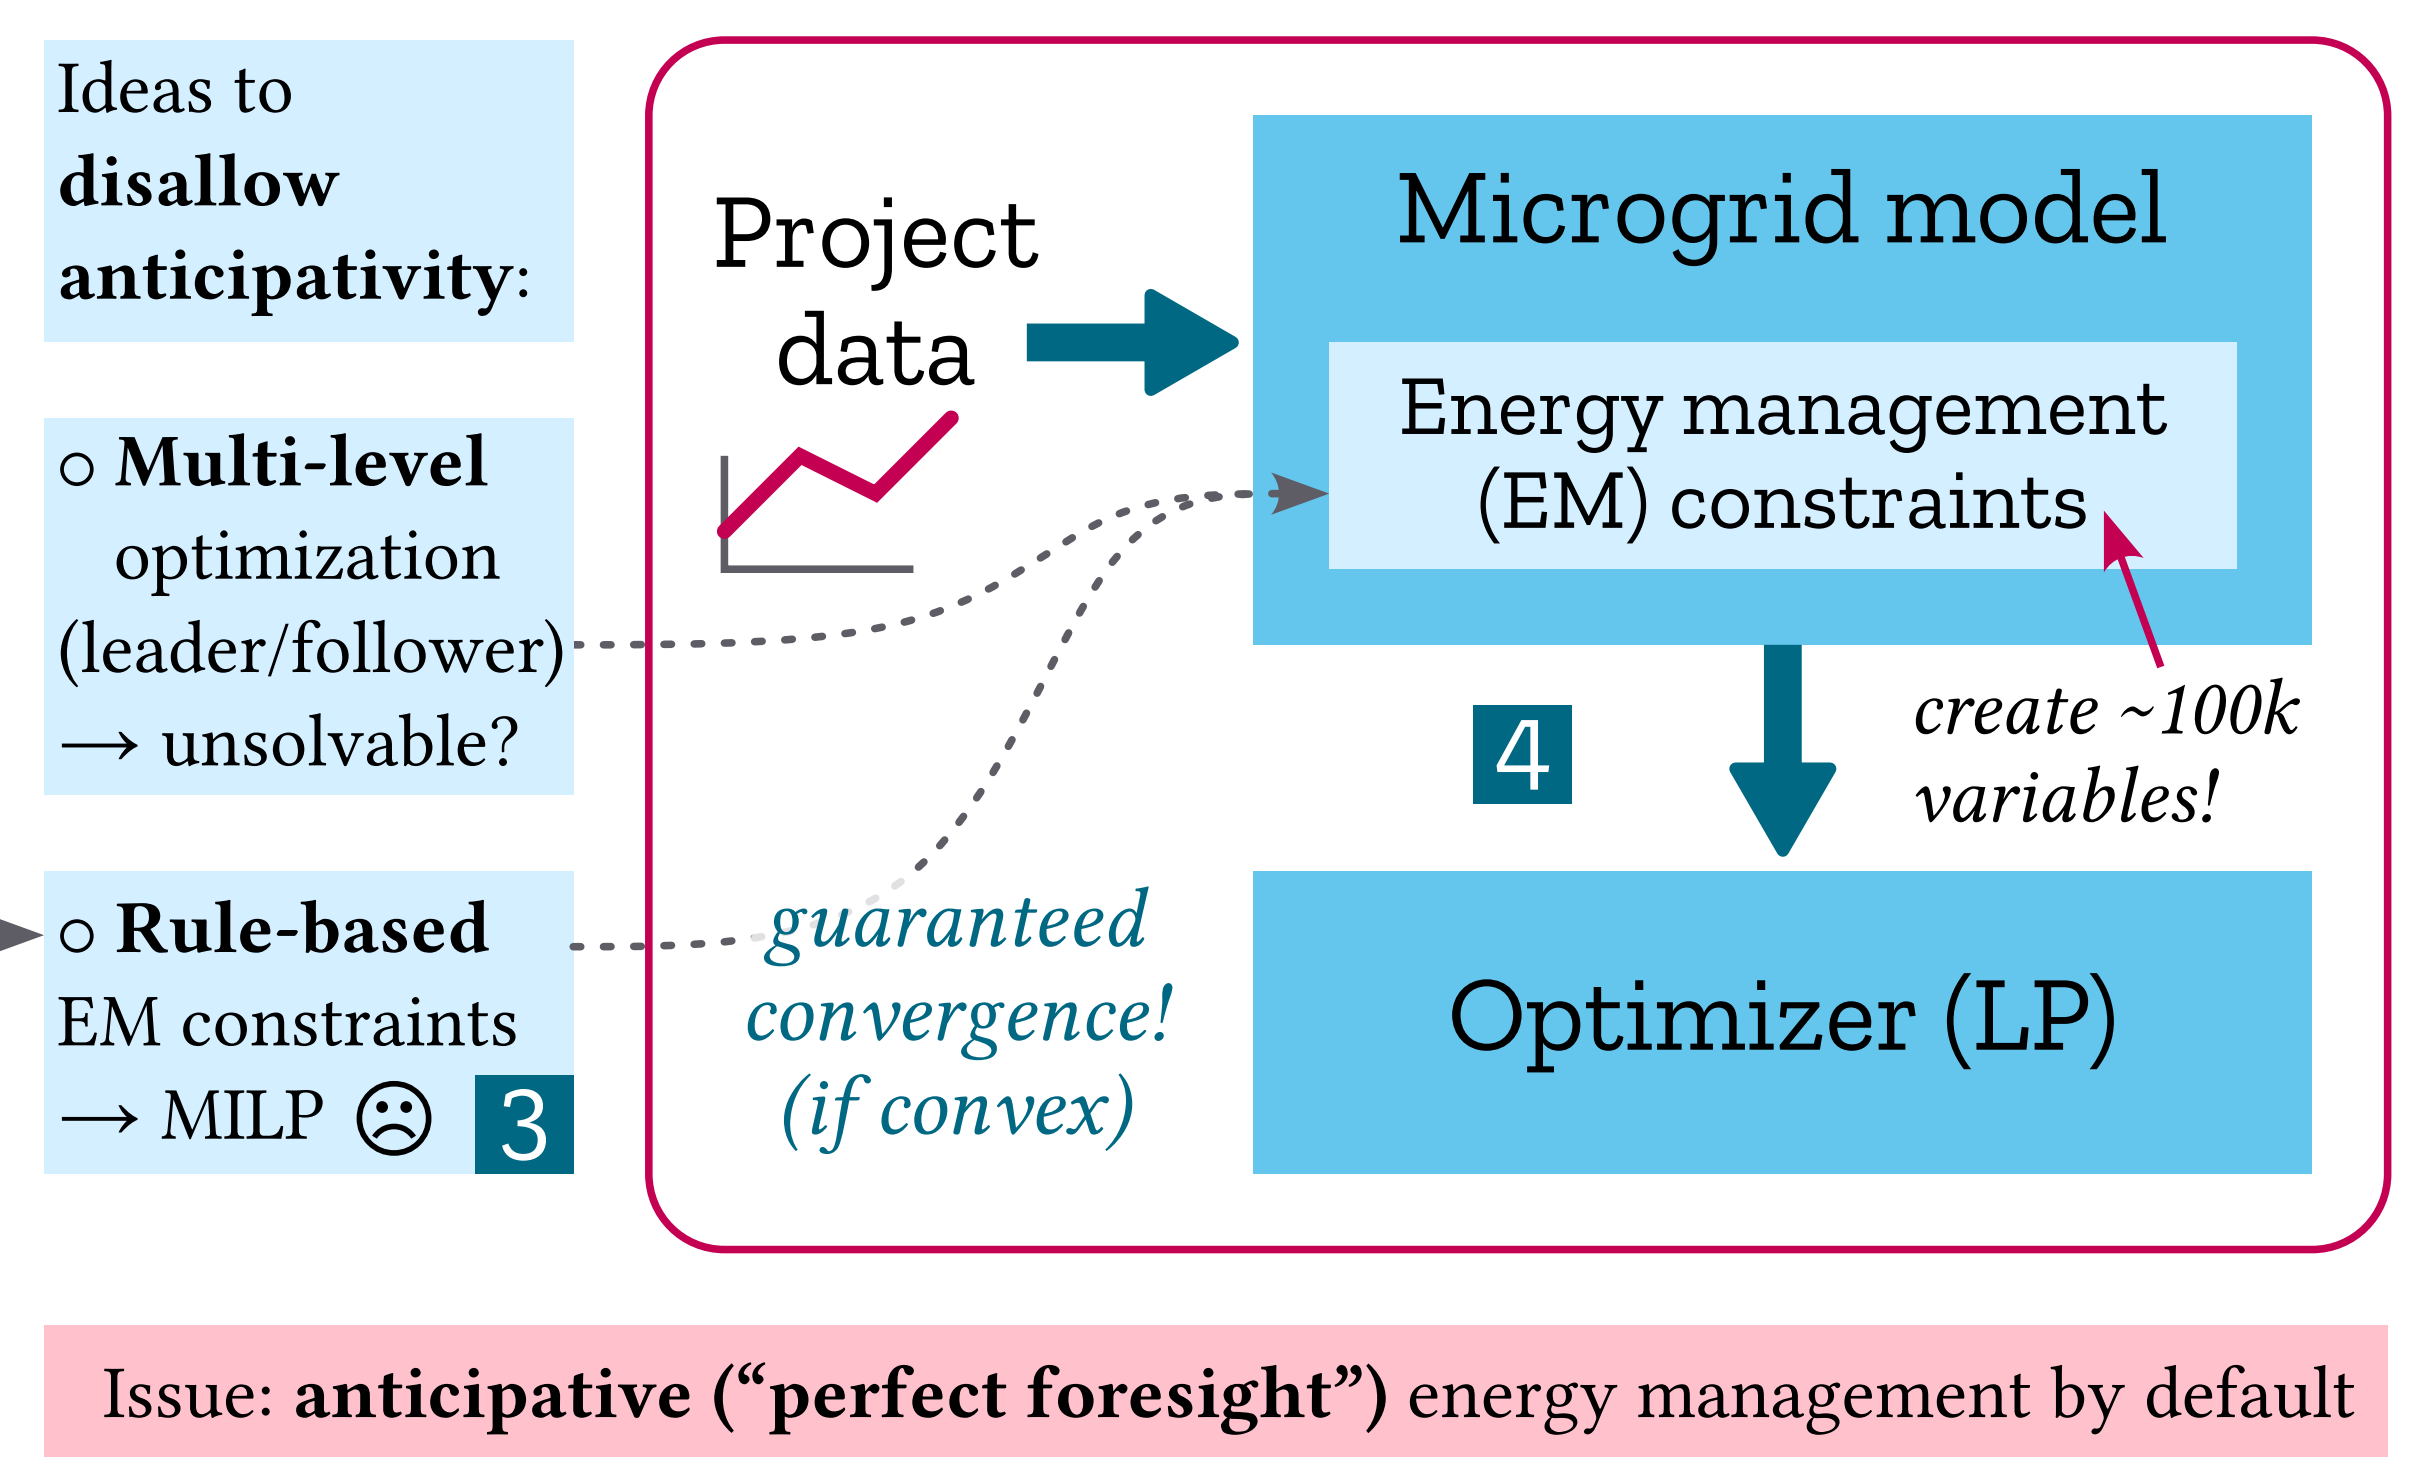 Ideas to
disallow
anticipativity:
○ Multi-level
optimization
(leader/follower)
→ unsolvable?
○ Rule-based
EM constraints
→ MILP ☹
3
Project
data
Microgrid model
Energy management
(EM) constraints
4
create ~100k
variables!
guaranteed
convergence!
(if convex)
Optimizer (LP)
Issue: anticipative (“perfect foresight”) energy management by default